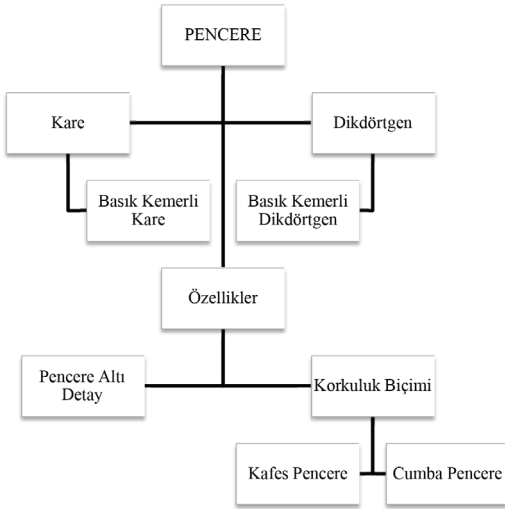 PENCERE
Kare
Dikdörtgen
Basık Kemerli
Kare
Basık Kemerli
Dikdörtgen
Özellikler
Pencere Altı
Detay
Korkuluk Biçimi
Kafes Pencere
Cumba Pencere